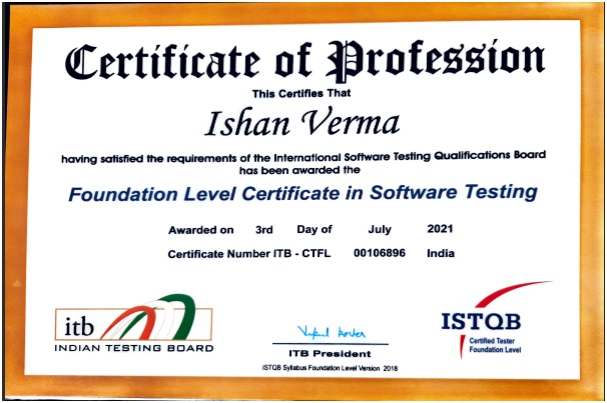 Certificate of Profession
This Certifies That
Ishan Verma
having satisfied the requirements of the International Software Testing Qualifications Board
has been awarded the
Foundation Level Certificate in Software Testing
Awarded on 3rd Day of July 2021
Certificate Number ITB - CTFL 00106896 India
itb
INDIAN TESTING BOARD
ITB President
ISTQB Syllabus Foundation Level Version 2018
ISTQB
Certified Tester
Foundation Level